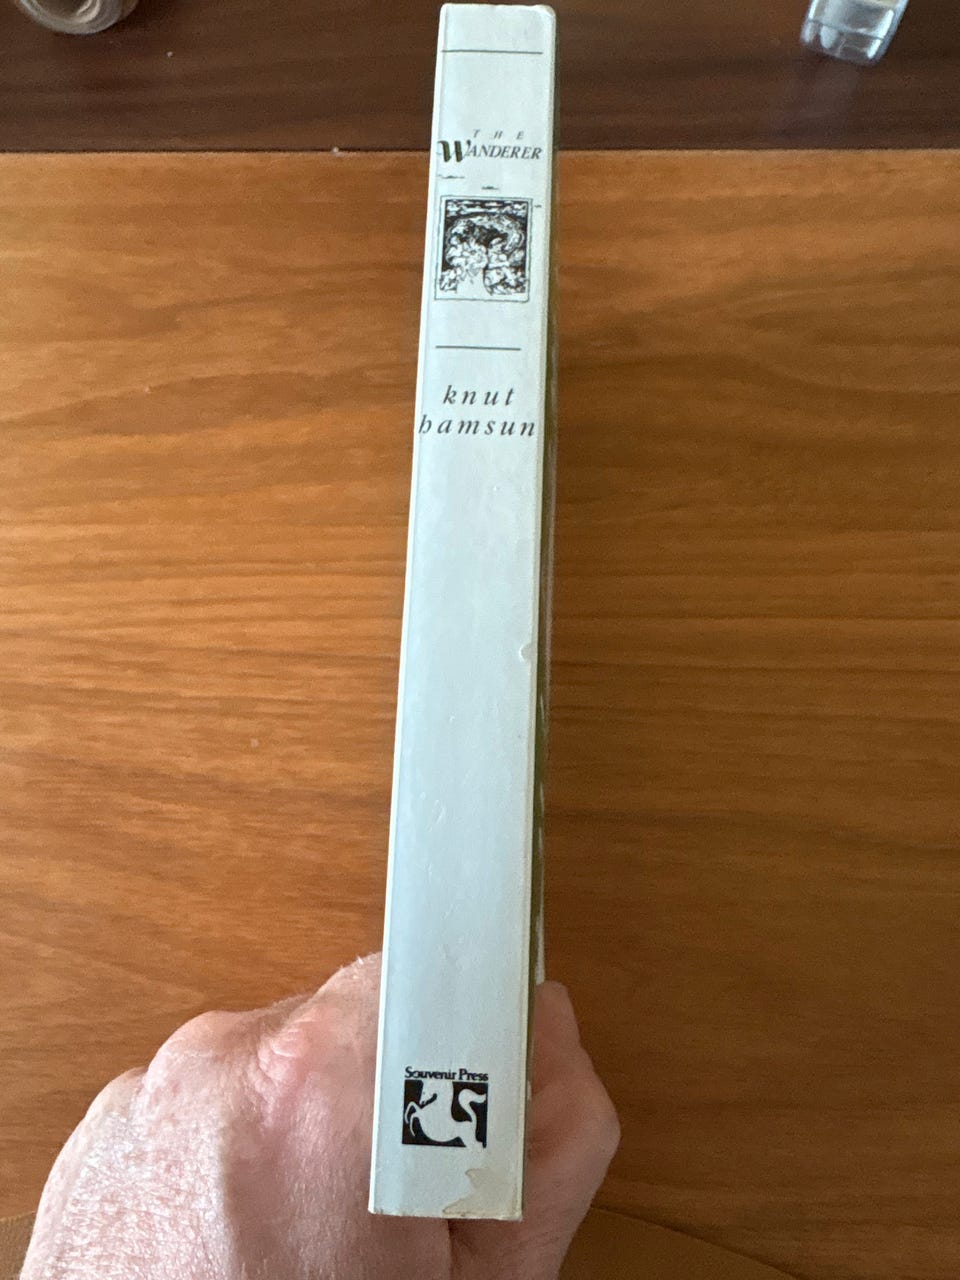 THE
WANDERER
knut
hamsun
Souvenir Press